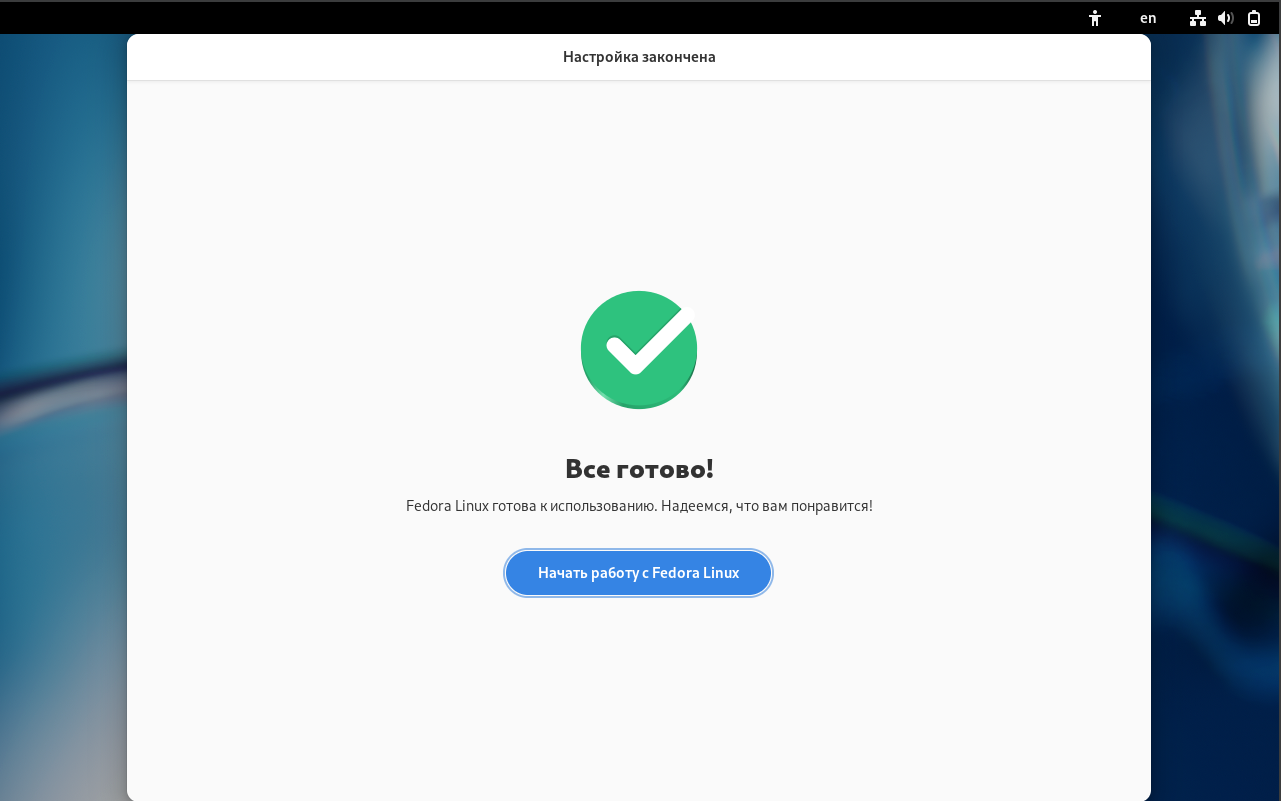 en
Настройка закончена
Все готово!
Fedora Linux готова к использованию. Надеемся, что вам понравится!
Начать работу с Fedora Linux